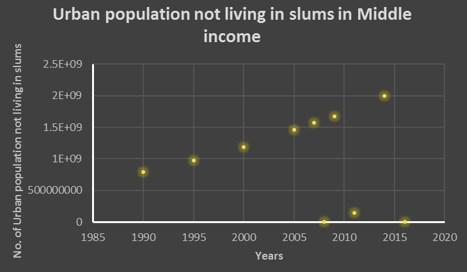 Urban population not living in slums in Middle
income
No. of Urban population not living in slums
2.5E+09
2E+09
1.5E+09
1E+09
500000000
0
1985 1990 1995 2000 2005 2010 2015 2020
Years